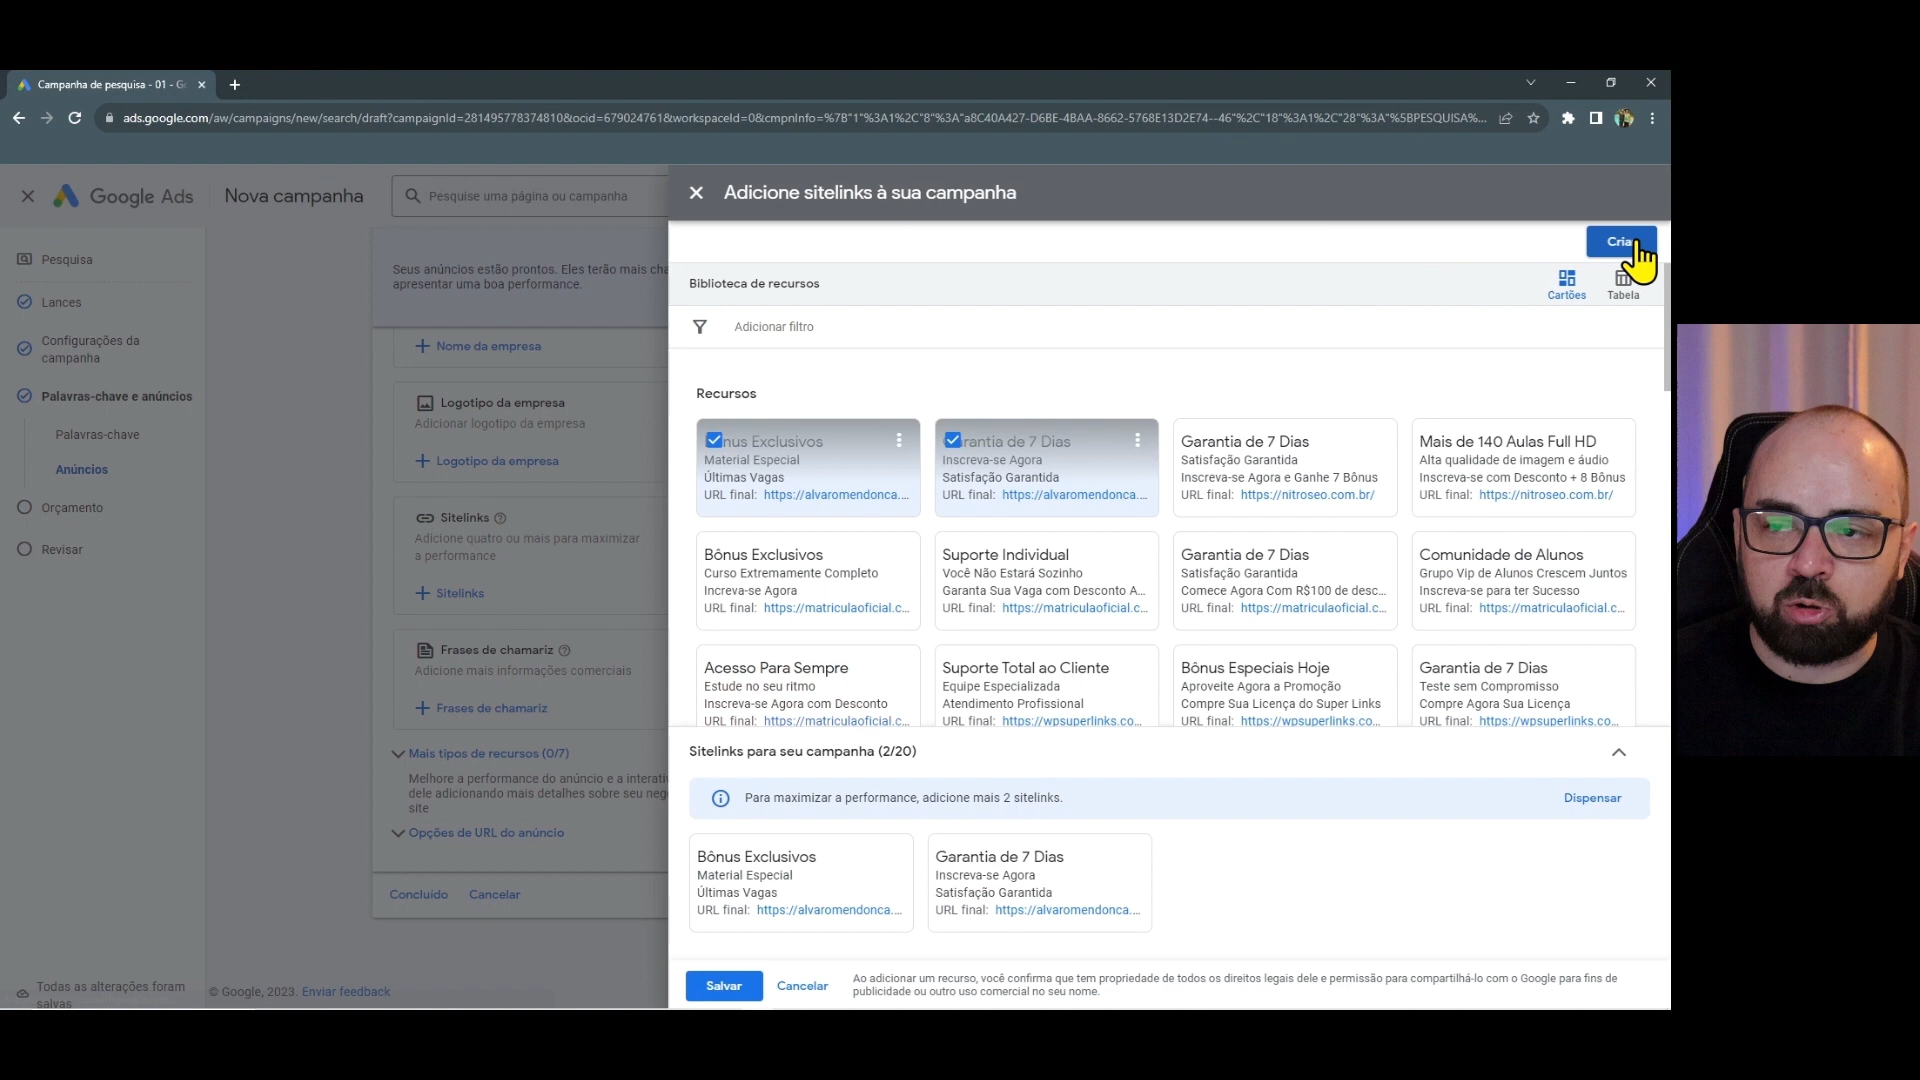 Campanha de pesquisa - 01 - Go
ads.google.com/aw/campaigns/new/search/draft?campaignId=281495778374810&ocid=679024761&workspaceId=0&cmpnInfo=%7B"1"%3A1%2C"8"%3A"a8C40A427-D6BE-4BAA-8662-5768E13D2E74--46"%2C"18"%3A1%2C"28"%3A"%5BPESQUISA%...
Google Ads
Nova campanha
Pesquise uma página ou campanha
Adicione sitelinks à sua campanha
Pesquisa
Lances
Configurações da
campanha
Palavras-chave e anúncios
Palavras-chave
Anúncios
Orçamento
Revisar
Todas as alterações foram
salvas
Seus anúncios estão prontos. Eles terão mais cha
apresentar uma boa performance.
Nome da empresa
Logotipo da empresa
Adicionar logotipo da empresa
Logotipo da empresa
Sitelinks
Adicione quatro ou mais para maximizar
a performance
Sitelinks
Frases de chamariz
Adicione mais informações comerciais
Frases de chamariz
Mais tipos de recursos (0/7)
Melhore a performance do anúncio e a interati
dele adicionando mais detalhes sobre seu neg
site
Opções de URL do anúncio
Concluído Cancelar
© Google, 2023. Enviar feedback
Cria
Biblioteca de recursos
Cartões
Tabela
Adicionar filtro
Recursos
nus Exclusivos
Material Especial
Últimas Vagas
URL final: https://alvaromendonca....
arantia de 7 Dias
Inscreva-se Agora
Satisfação Garantida
URL final: https://alvaromendonca....
Garantia de 7 Dias
Satisfação Garantida
Inscreva-se Agora e Ganhe 7 Bônus
URL final: https://nitroseo.com.br/
Mais de 140 Aulas Full HD
Alta qualidade de imagem e áudio
Inscreva-se com Desconto + 8 Bônus
URL final: https://nitroseo.com.br/
Bônus Exclusivos
Curso Extremamente Completo
Increva-se Agora
URL final: https://matriculaoficial.c...
Suporte Individual
Você Não Estará Sozinho
Garanta Sua Vaga com Desconto A...
URL final: https://matriculaoficial.c...
Garantia de 7 Dias
Satisfação Garantida
Comece Agora Com R$100 de desc...
URL final: https://matriculaoficial.c...
Comunidade de Alunos
Grupo Vip de Alunos Crescem Juntos
Inscreva-se para ter Sucesso
URL final: https://matriculaoficial.c...
Acesso Para Sempre
Estude no seu ritmo
Inscreva-se Agora com Desconto
URL final: https://matriculaoficial.c...
Suporte Total ao Cliente
Equipe Especializada
Atendimento Profissional
URL final: https://wpsuperlinks.co...
Bônus Especiais Hoje
Aproveite Agora a Promoção
Compre Sua Licença do Super Links
URL final: https://wpsuperlinks.co...
Garantia de 7 Dias
Teste sem Compromisso
Compre Agora Sua Licença
URL final: https://wpsuperlinks.co...
Sitelinks para seu campanha (2/20)
Para maximizar a performance, adicione mais 2 sitelinks.
Dispensar
Bônus Exclusivos
Material Especial
Últimas Vagas
URL final: https://alvaromendonca....
Garantia de 7 Dias
Inscreva-se Agora
Satisfação Garantida
URL final: https://alvaromendonca....
Salvar
Cancelar
Ao adicionar um recurso, você confirma que tem propriedade de todos os direitos legais dele e permissão para compartilhá-lo com o Google para fins de
publicidade ou outro uso comercial no seu nome.